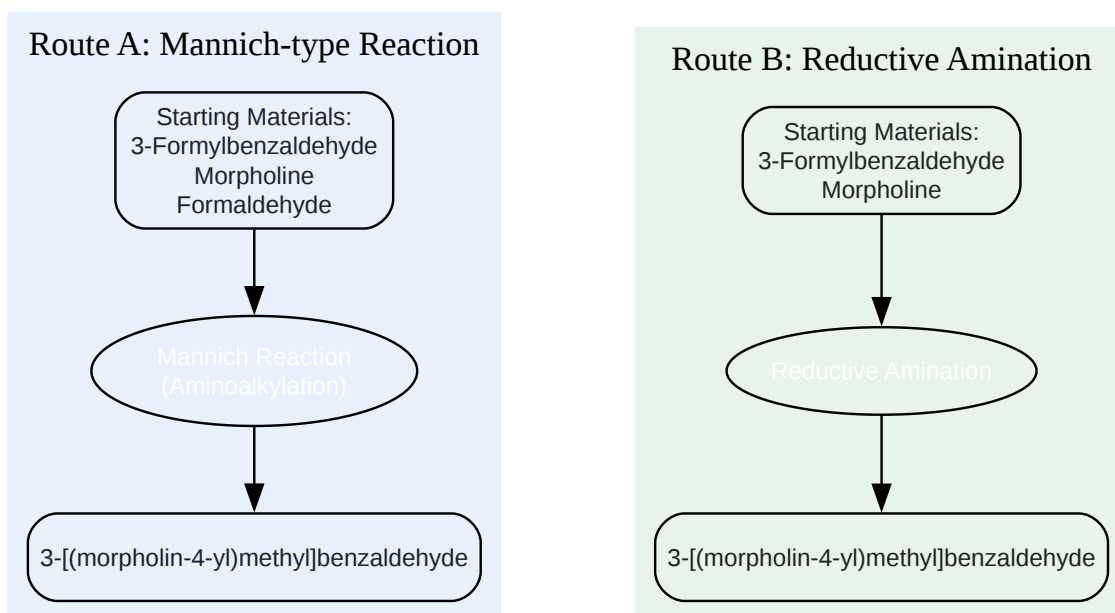 Route A: Mannich-type Reaction
Starting Materials:
3-Formylbenzaldehyde
Morpholine
Formaldehyde
Mannich Reaction
(Aminoalkylation)
3-[(morpholin-4-yl)methyl]benzaldehyde
Route B: Reductive Amination
Starting Materials:
3-Formylbenzaldehyde
Morpholine
Reductive Amination
3-[(morpholin-4-yl)methyl]benzaldehyde